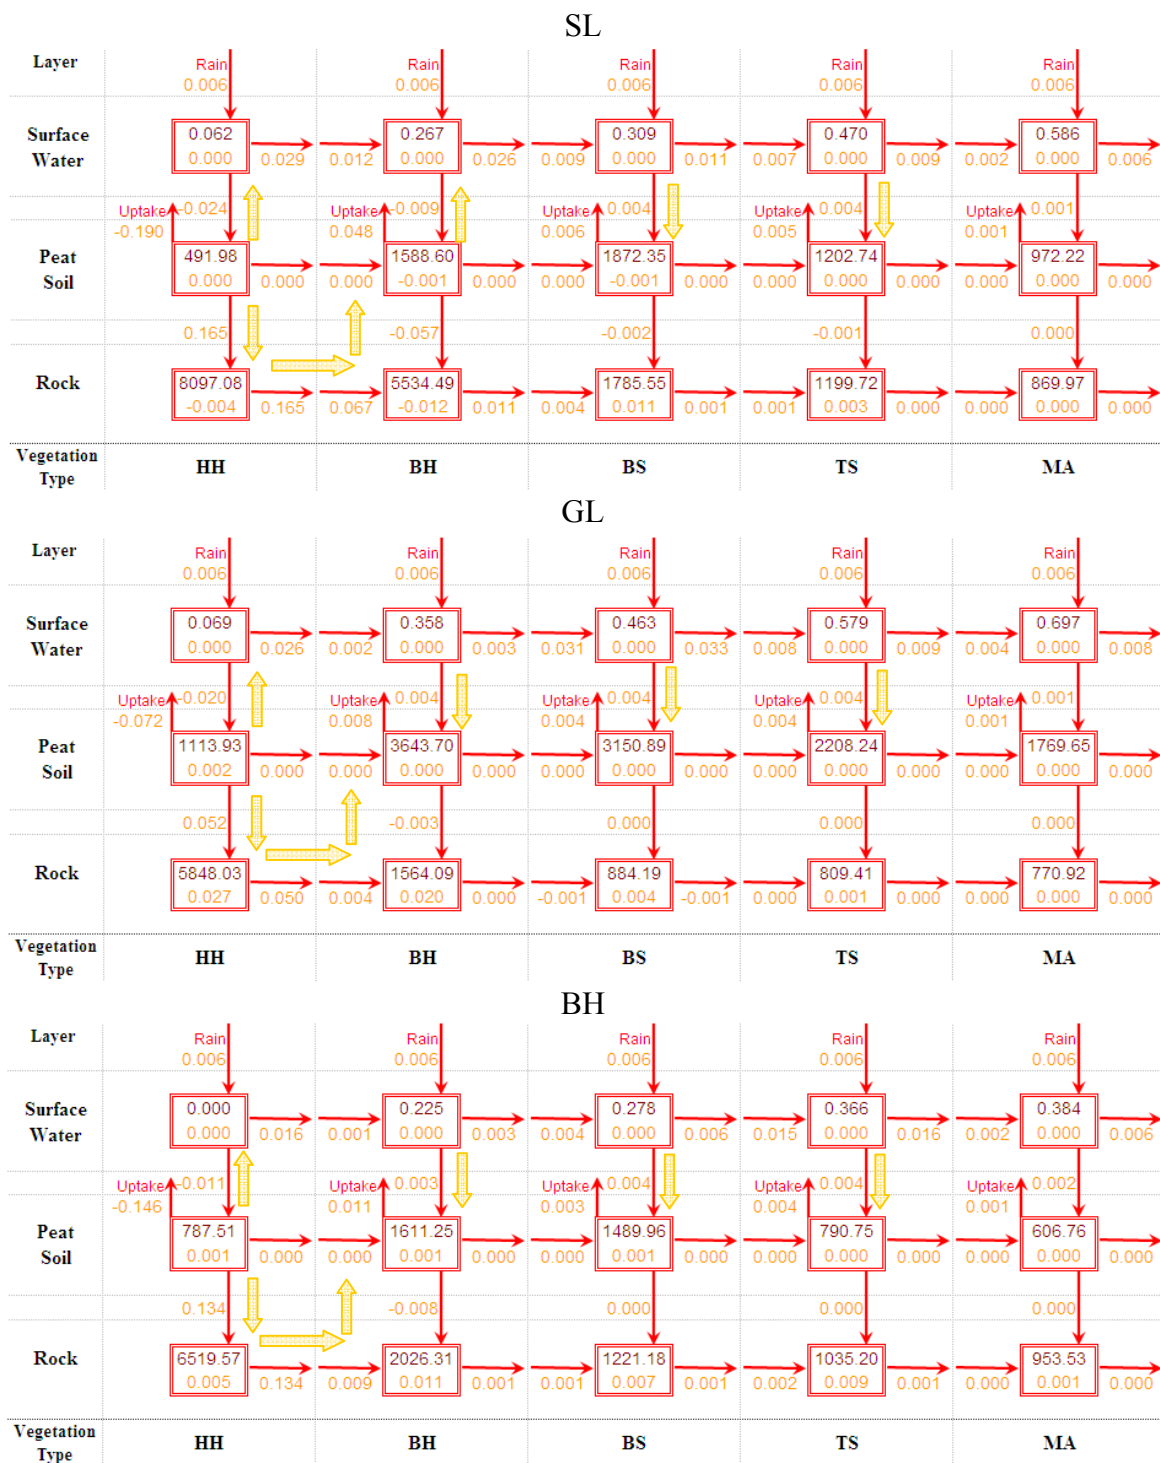 SL
Layer Rain Rain Rain Rain Rain
0.006 0.006 0.006 0.006 0.006
Surface Water 0.062 0.267 0.309 0.470 0.586
0.000 0.029 0.012 0.000 0.026 0.009 0.000 0.011 0.007 0.000 0.009 0.002 0.000 0.006
Uptake -0.024 Uptake -0.009 Uptake 0.004 Uptake 0.004 Uptake 0.001
-0.190 0.048 0.006 0.005 0.001
Peat Soil 491.98 1588.60 1872.35 1202.74 972.22
0.000 0.000 0.000 -0.001 0.000 0.000 -0.001 0.000 0.000 0.000 0.000 0.000 0.000 0.000
0.165 -0.057 -0.002 -0.001 0.000
Rock 8097.08 5534.49 1785.55 1199.72 869.97
-0.004 0.165 0.067 -0.012 0.011 0.004 0.011 0.001 0.001 0.003 0.000 0.000 0.000 0.000
Vegetation Type HH BH BS TS MA
GL
Layer Rain Rain Rain Rain Rain
0.006 0.006 0.006 0.006 0.006
Surface Water 0.069 0.358 0.463 0.579 0.697
0.000 0.026 0.002 0.000 0.003 0.031 0.000 0.033 0.008 0.000 0.009 0.004 0.000 0.008
Uptake -0.020 Uptake 0.004 Uptake 0.004 Uptake 0.004 Uptake 0.001
-0.072 0.008 0.004 0.004 0.001
Peat Soil 1113.93 3643.70 3150.89 2208.24 1769.65
0.002 0.000 0.000 0.000 0.000 0.000 0.000 0.000 0.000 0.000 0.000 0.000 0.000 0.000
0.052 -0.003 0.000 0.000 0.000
Rock 5848.03 1564.09 884.19 809.41 770.92
0.027 0.050 0.004 0.020 0.000 -0.001 0.004 -0.001 0.000 0.001 0.000 0.000 0.000 0.000
Vegetation Type HH BH BS TS MA
BH
Layer Rain Rain Rain Rain Rain
0.006 0.006 0.006 0.006 0.006
Surface Water 0.000 0.225 0.278 0.366 0.384
0.000 0.016 0.001 0.000 0.003 0.004 0.000 0.006 0.015 0.000 0.016 0.002 0.000 0.006
Uptake -0.011 Uptake 0.003 Uptake 0.004 Uptake 0.004 Uptake 0.002
-0.146 0.011 0.003 0.004 0.001
Peat Soil 787.51 1611.25 1489.96 790.75 606.76
0.001 0.000 0.000 0.001 0.000 0.000 0.001 0.000 0.000 0.000 0.000 0.000 0.000 0.000
0.134 -0.008 0.000 0.000 0.000
Rock 6519.57 2026.31 1221.18 1035.20 953.53
0.005 0.134 0.009 0.011 0.001 0.001 0.007 0.001 0.002 0.009 0.001 0.000 0.001 0.000
Vegetation Type HH BH BS TS MA